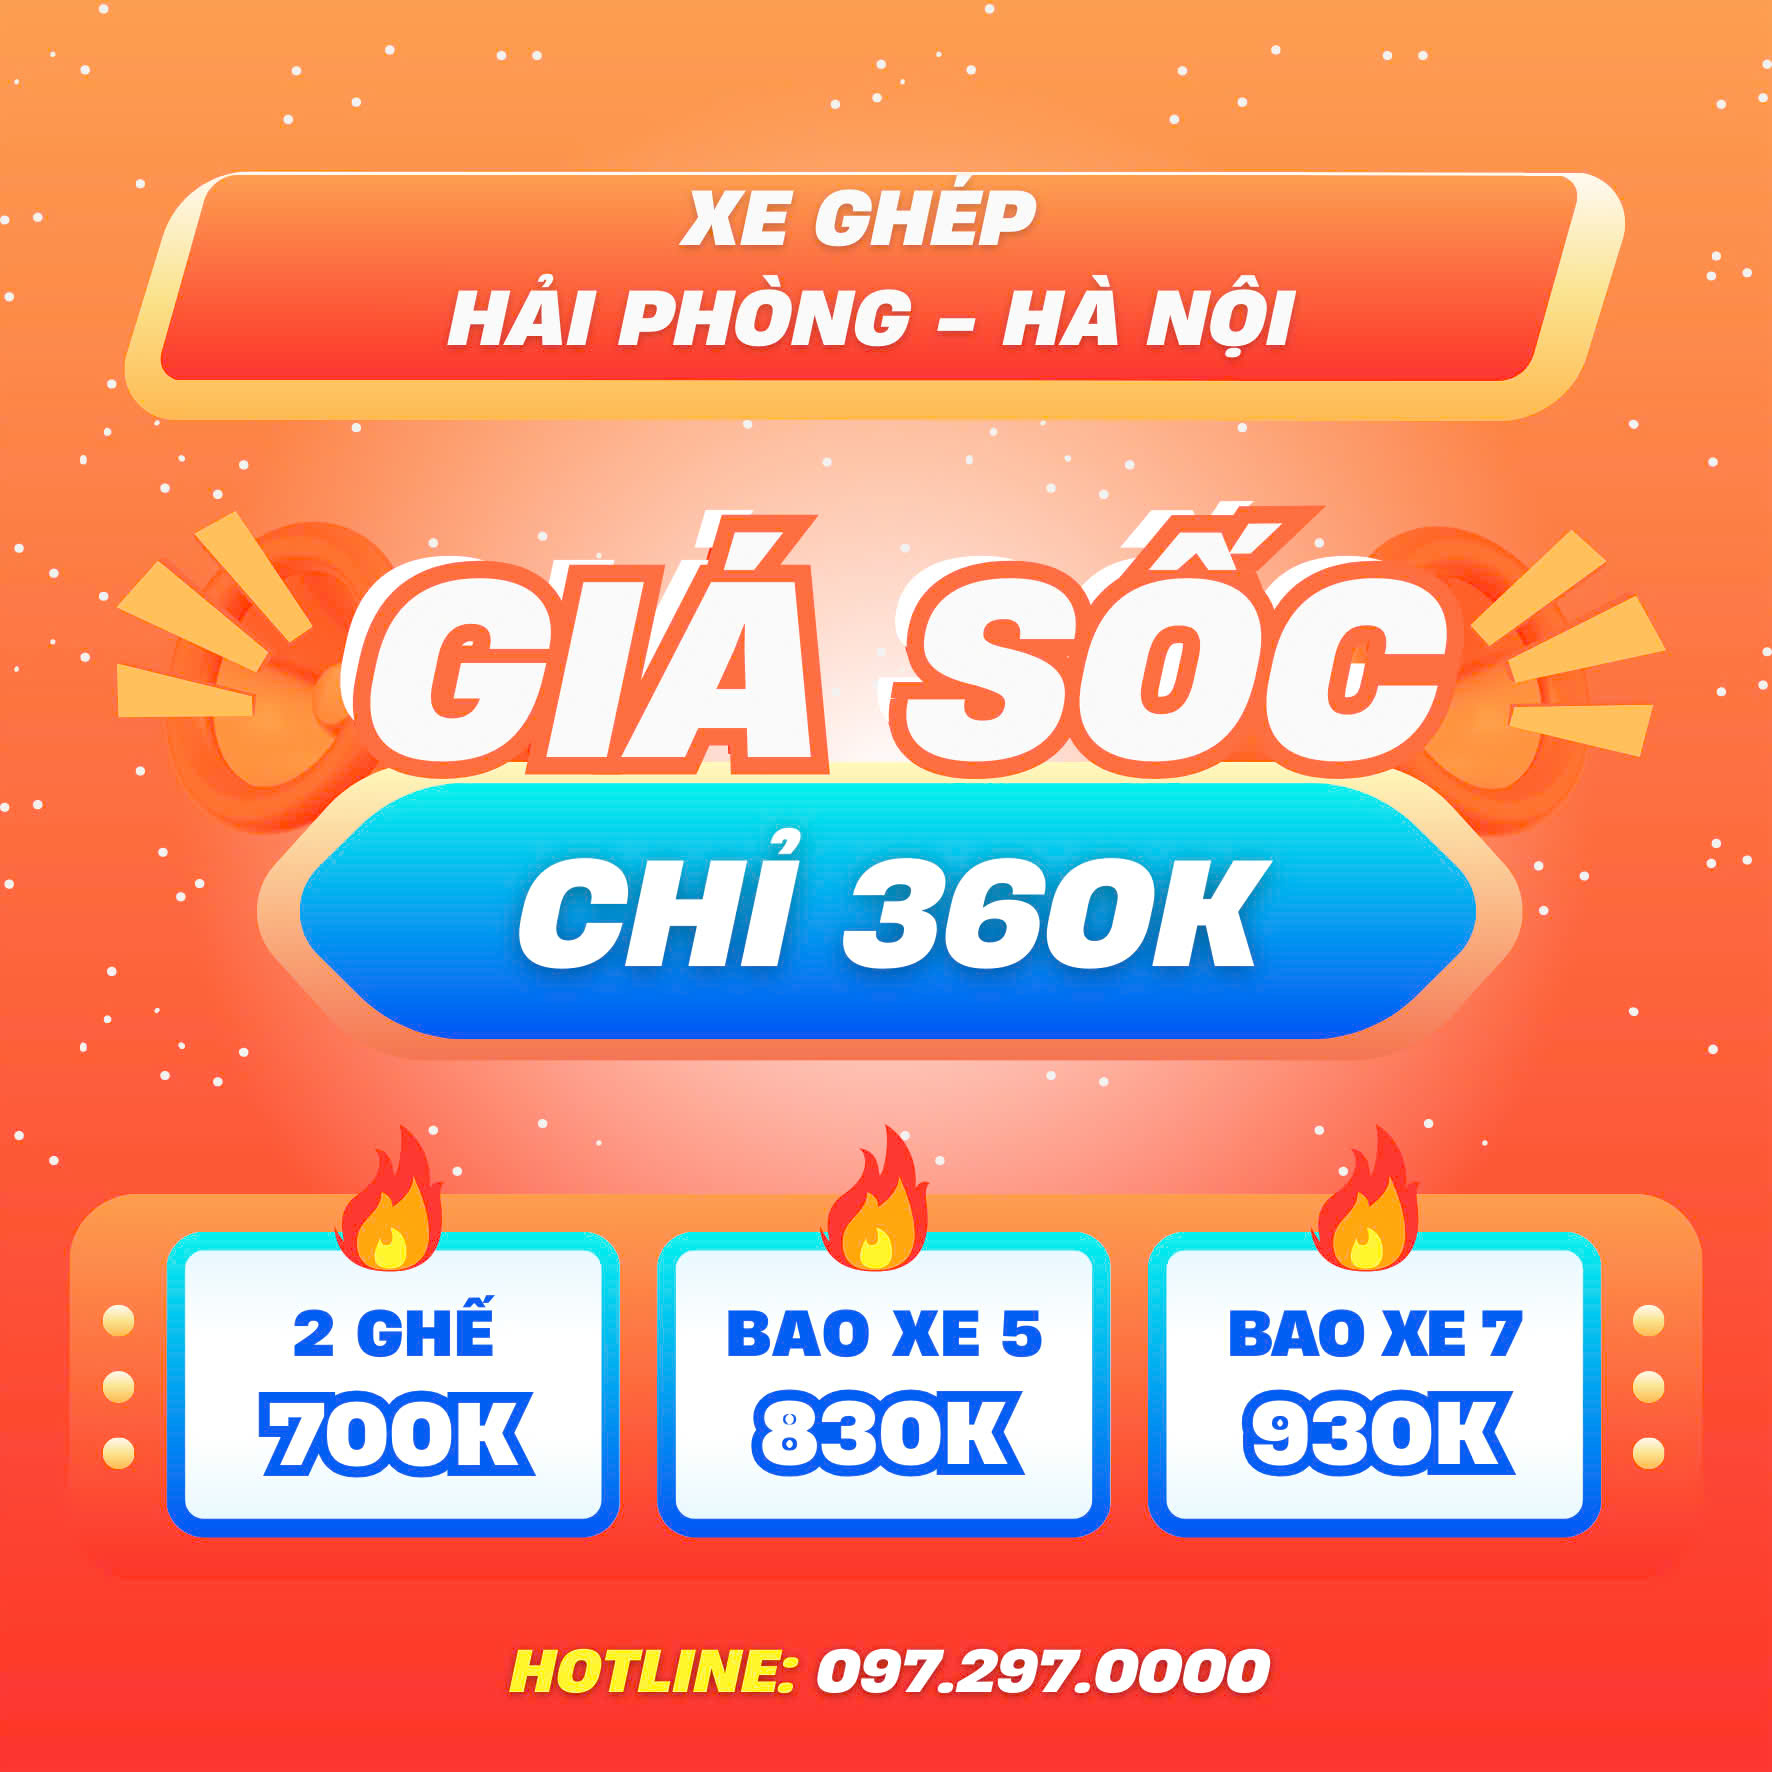 XE GHÉP
HẢI PHÒNG – HÀ NỘI
GIÁ SỐC
CHỈ 360K
2 GHẾ
700K
BAO XE 5
830K
BAO XE 7
930K
HOTLINE: 097.297.0000